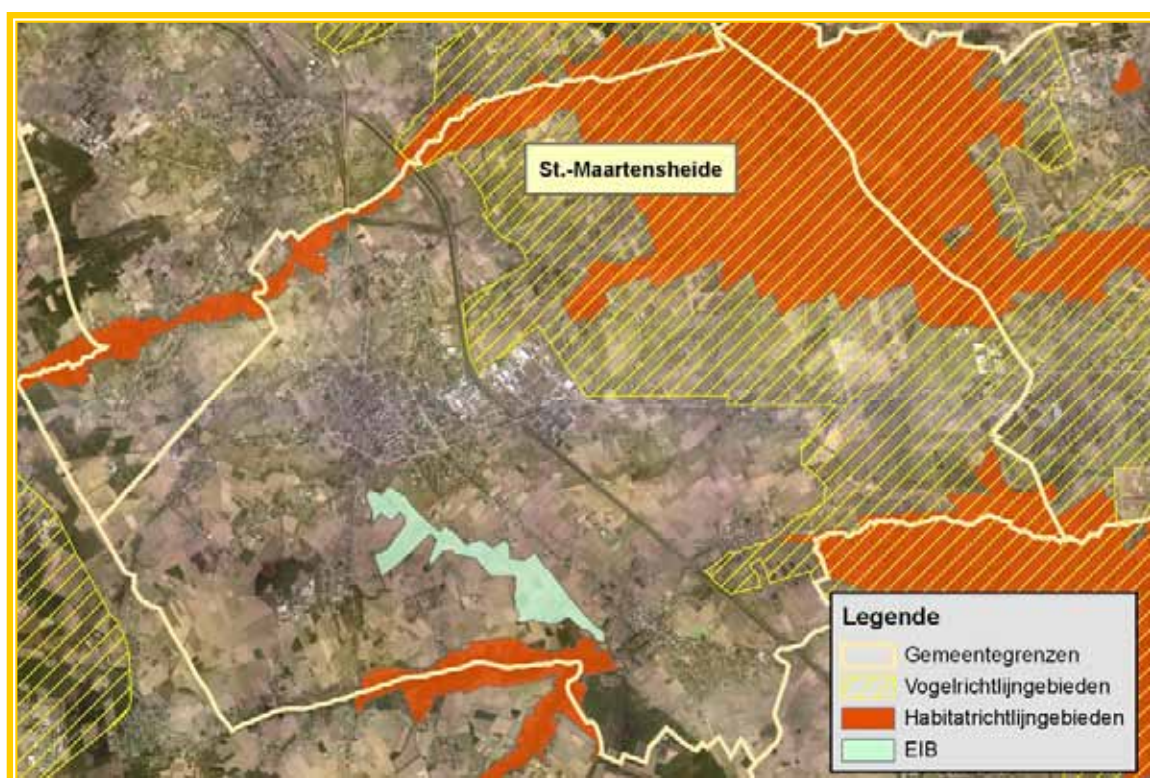 St.-Maartensheide
Legende
Gemeentegrenzen
Vogelrichtlijngebieden
Habitatrichtlijngebieden
EIB